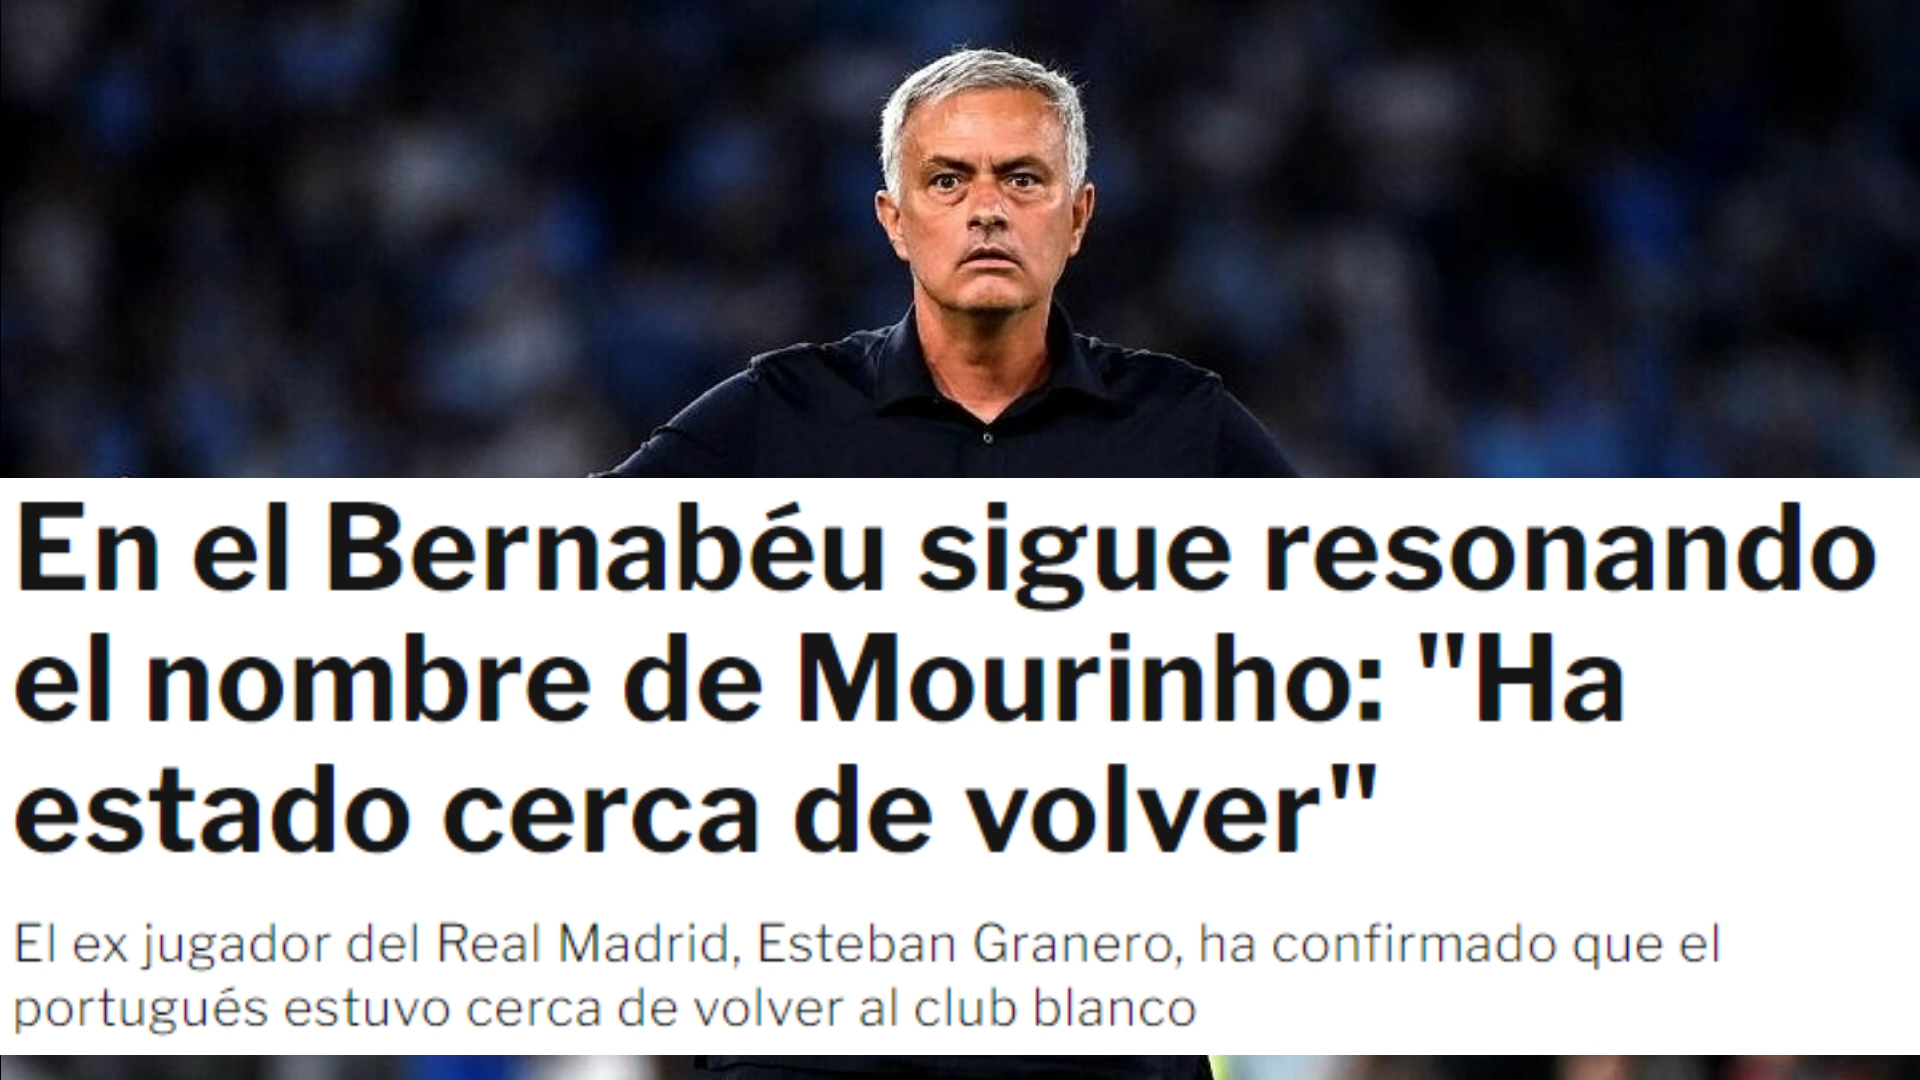 En el Bernabéu sigue resonando
el nombre de Mourinho: "Ha
estado cerca de volver"
El ex jugador del Real Madrid, Esteban Granero, ha confirmado que el
portugués estuvo cerca de volver al club blanco